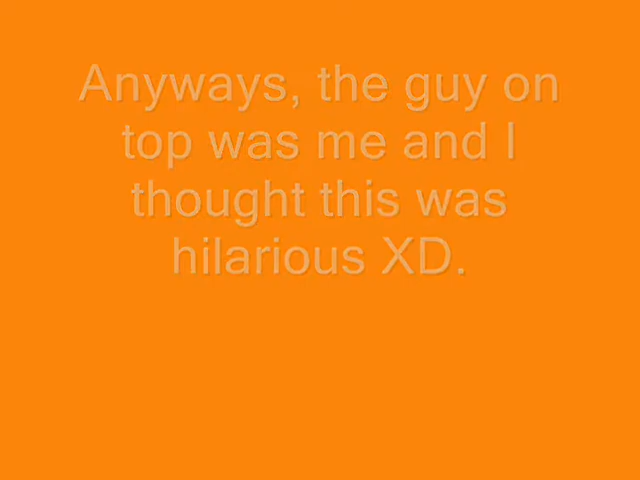 Anyways, the guy on
top was me and I
thought this was
hilarious XD.